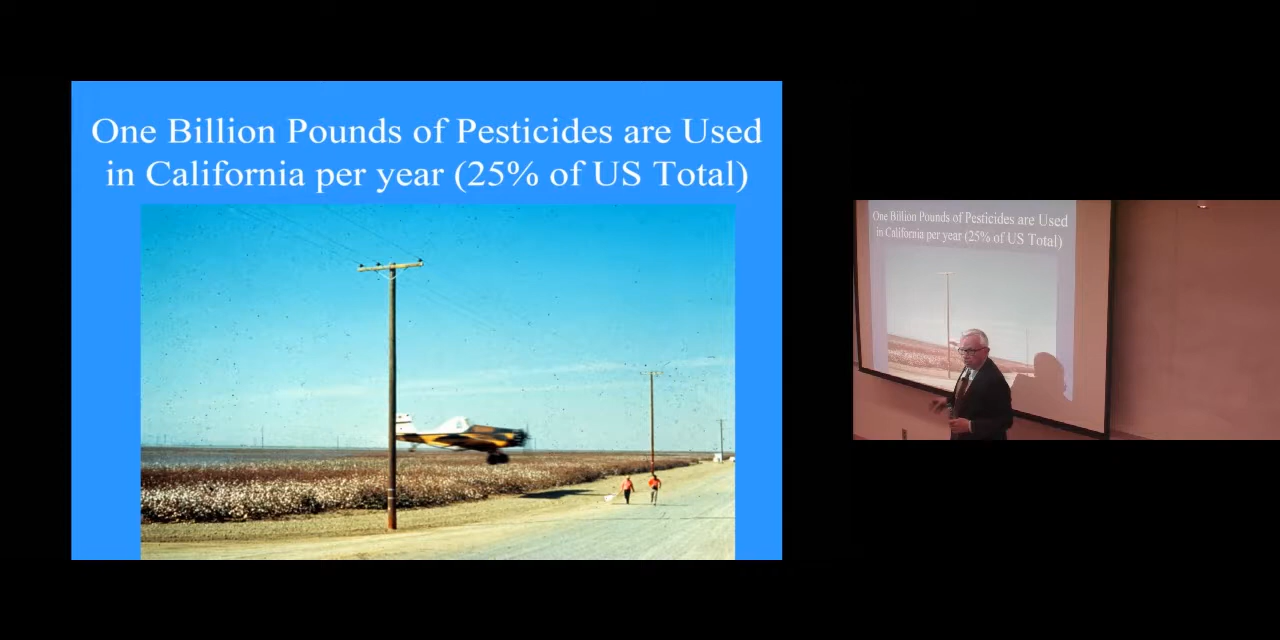 One Billion Pounds of Pesticides are Used
in California per year (25% of US Total)
One Billion Pounds of Pesticides are Used
in California per year (25% of US Total)